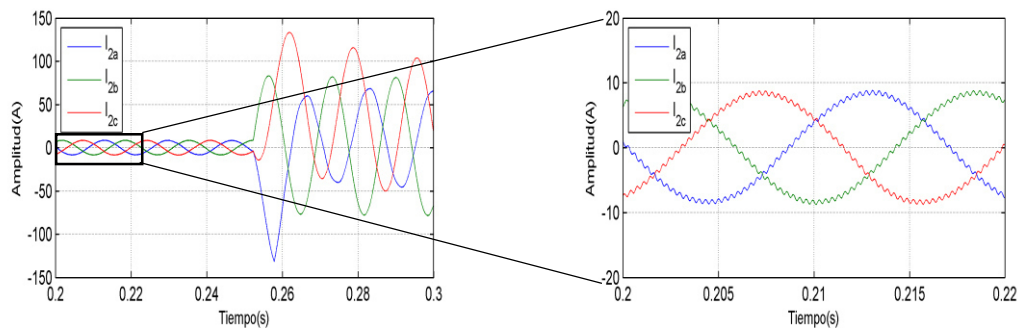 150
100
50
0
-50
-100
-150
Amplitud(A)
I2a
I2b
I2c
0.2 0.22 0.24 0.26 0.28 0.3
Tiempo(s)
20
10
0
-10
-20
Amplitud(A)
I2a
I2b
I2c
0.2 0.205 0.21 0.215 0.22
Tiempo(s)